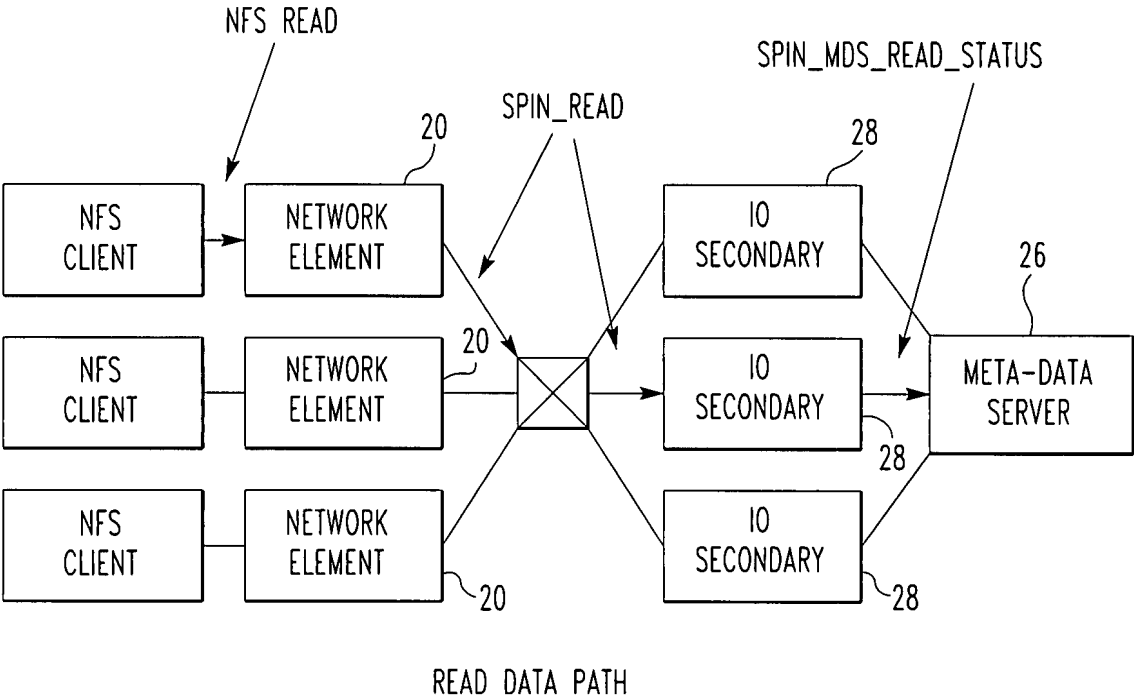 NFS READ
SPIN_MDS_READ_STATUS
SPIN_READ
20
28
NFS
CLIENT
NETWORK
ELEMENT
IO
SECONDARY
26
20
NFS
CLIENT
NETWORK
ELEMENT
IO
SECONDARY
META-DATA
SERVER
28
NFS
CLIENT
NETWORK
ELEMENT
IO
SECONDARY
20
28
READ DATA PATH